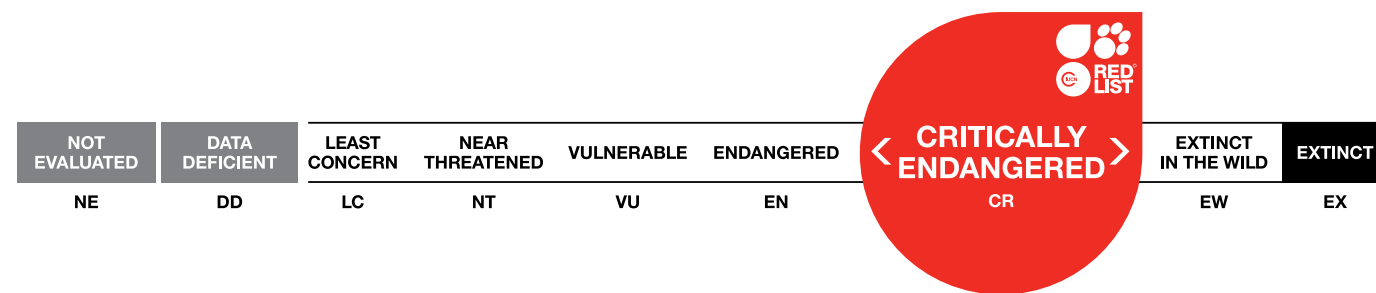 IUCN
RED
LIST
NOT
EVALUATED
DATA
DEFICIENT
LEAST
CONCERN
NEAR
THREATENED
VULNERABLE
ENDANGERED
< CRITICALLY
ENDANGERED >
EXTINCT
IN THE WILD
EXTINCT
NE
DD
LC
NT
VU
EN
CR
EW
EX